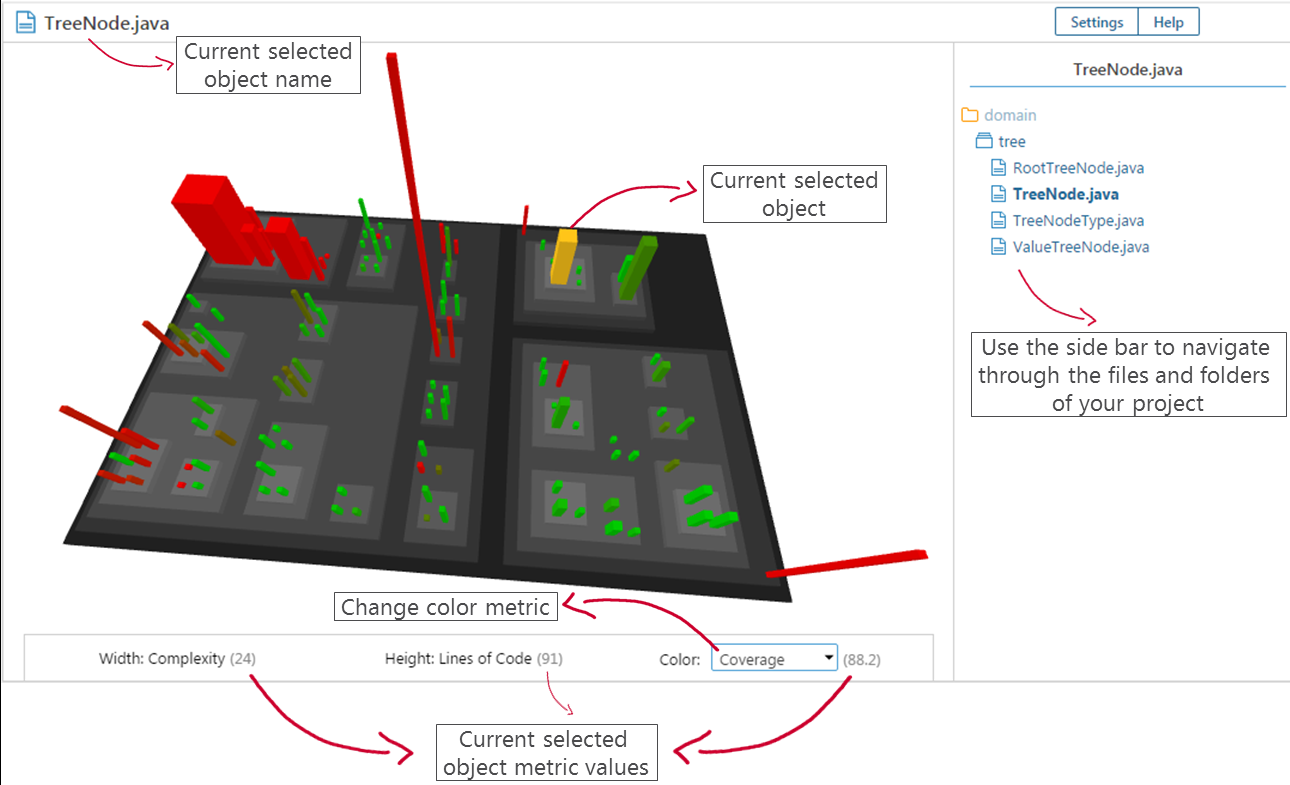 TreeNode.java
Settings
Help
Current selected
object name
TreeNode.java
domain
tree
RootTreeNode.java
TreeNode.java
TreeNodeType.java
ValueTreeNode.java
Current selected
object
Use the side bar to navigate
through the files and folders
of your project
Change color metric
Width: Complexity (24)
Height: Lines of Code (91)
Color: Coverage (88.2)
Current selected
object metric values